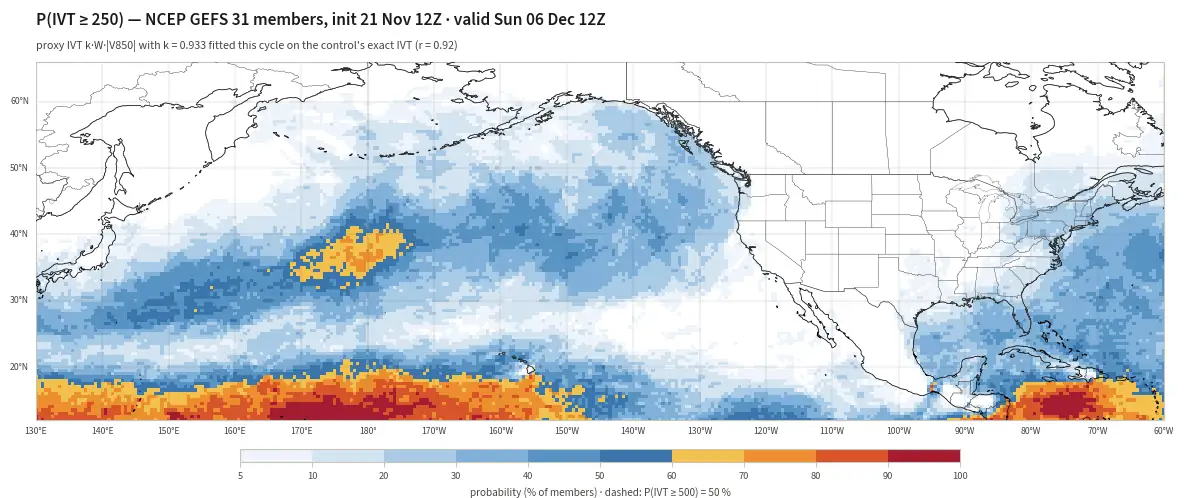 P(IVT ≥ 250) — NCEP GEFS 31 members, init 21 Nov 12Z · valid Sun 06 Dec 12Z
proxy IVT k·W·|V850| with k = 0.933 fitted this cycle on the control's exact IVT (r = 0.92)
60°N
50°N
40°N
30°N
20°N
130°E 140°E 150°E 160°E 170°E 180° 170°W 160°W 150°W 140°W 130°W 120°W 110°W 100°W 90°W 80°W 70°W 60°W
5 10 20 30 40 50 60 70 80 90 100
probability (% of members) · dashed: P(IVT ≥ 500) = 50 %